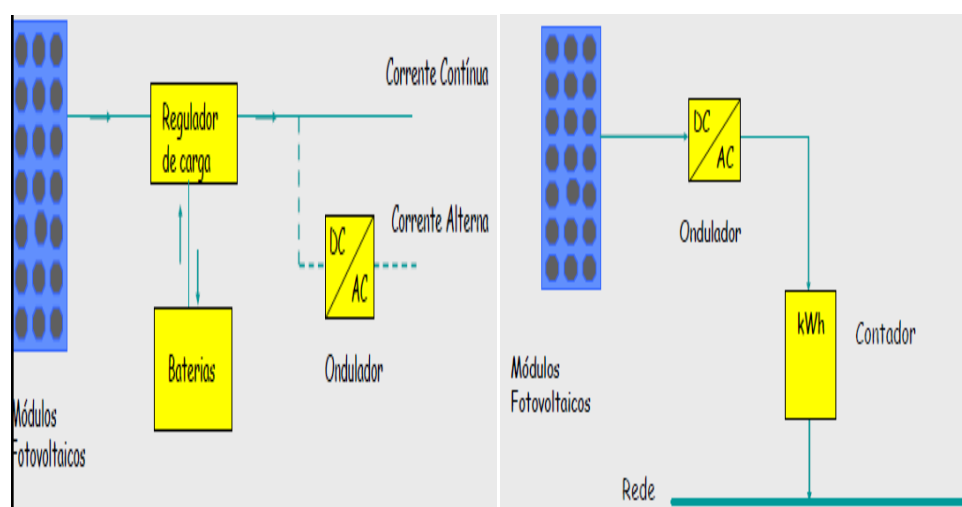 Corrente Contínua
Regulador
de carga
Corrente Alterna
DC
AC
Baterias
Ondulador
Módulos
Fotovoltaicos
DC
AC
Ondulador
kWh
Contador
Módulos
Fotovoltaicos
Rede